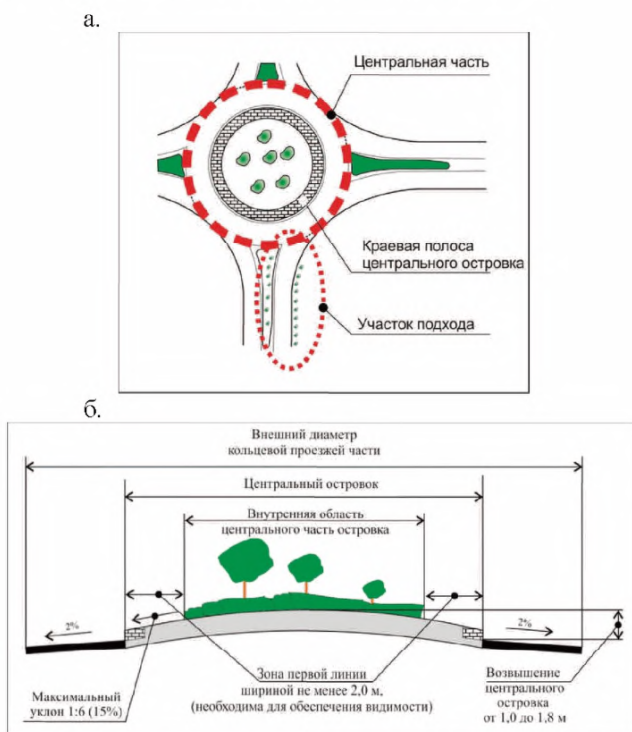 а.
Центральная часть
Краевая полоса
центрального островка
Участок подхода
б.
Внешний диаметр
кольцевой проезжей части
Центральный островок
Внутренняя область
центрального часть островка
2%
2%
Максимальный
уклон 1:6 (15%)
Зона первой линии
шириной не менее 2,0 м,
(необходима для обеспечения видимости)
Возвышение
центрального
островка
от 1,0 до 1,8 м